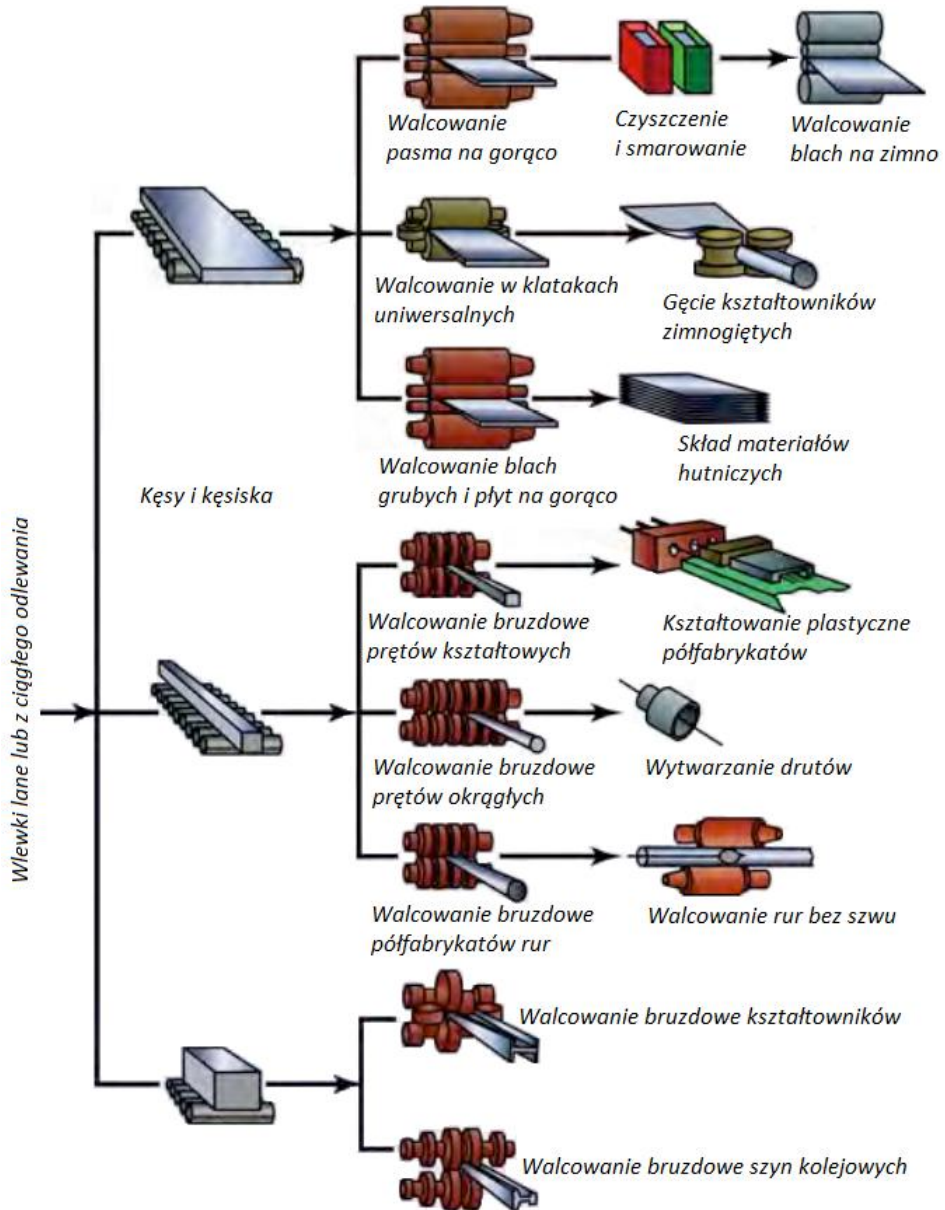 Walcowanie
pasma na gorąco
Czyszczenie
i smarowanie
Walcowanie
blach na zimno
Walcowanie w klatakach
uniwersalnych
Gęcie kształtowników
zimnogiętych
Walcowanie blach
grubych i płyt na gorąco
Skład materiałów
hutniczych
Kęsy i kęsiska
Wlewki lane lub z ciągłego odlewania
Walcowanie bruzdowe
prętów kształtowych
Kształtowanie plastyczne
półfabrykatów
Walcowanie bruzdowe
prętów okrągłych
Wytwarzanie drutów
Walcowanie bruzdowe
półfabrykatów rur
Walcowanie rur bez szwu
Walcowanie bruzdowe kształtowników
Walcowanie bruzdowe szyn kolejowych